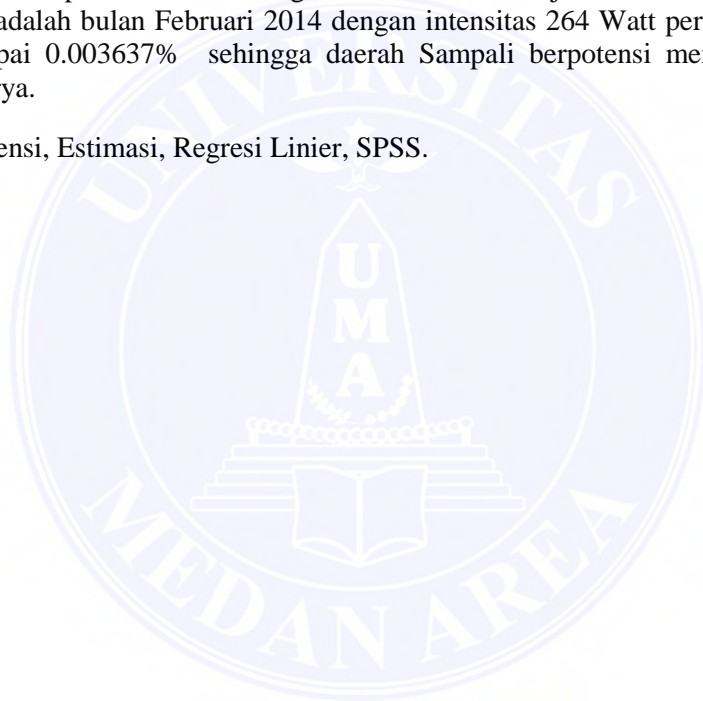 adalah bulan Februari 2014 dengan intensitas 264 Watt per
pai 0.003637% sehingga daerah Sampali berpotensi
ya.
ensi, Estimasi, Regresi Linier, SPSS.
UNIVERSITAS
UMA
MEDAN AREA